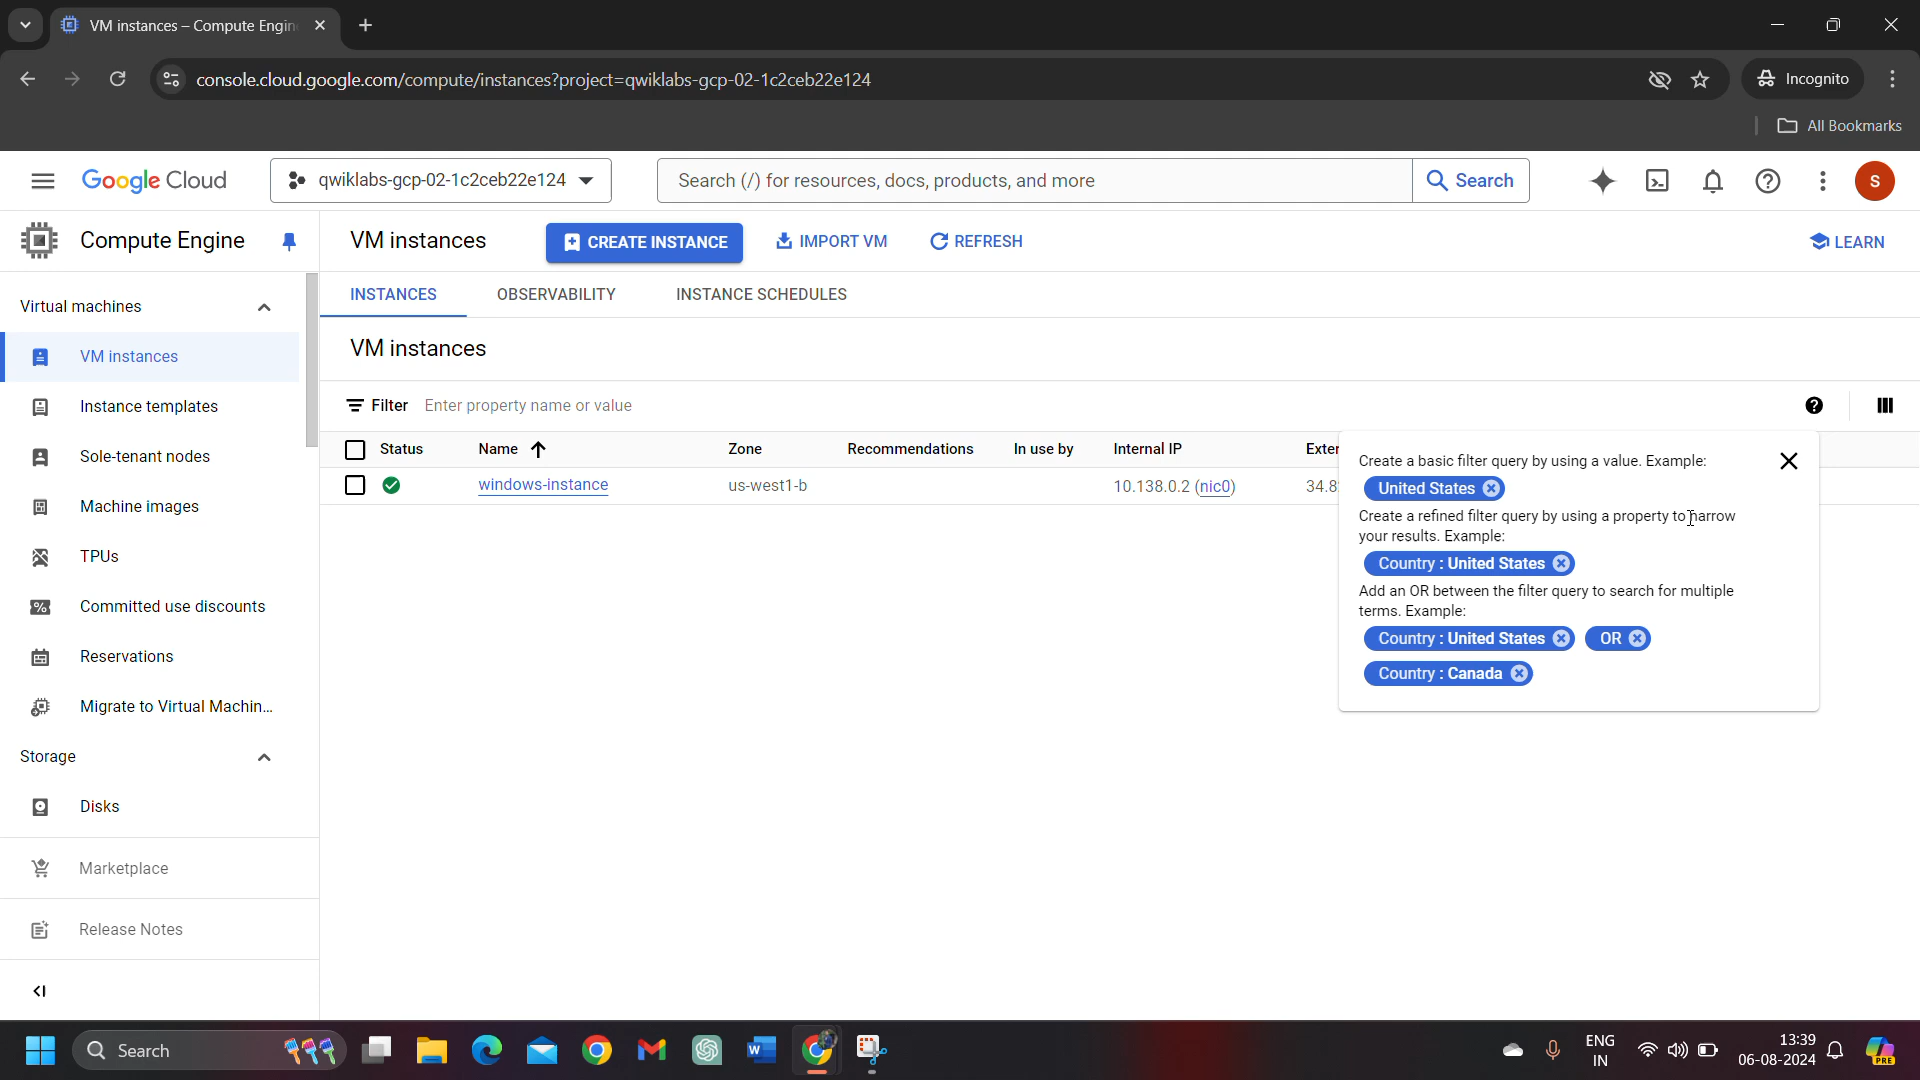 VM instances – Compute Engin
console.cloud.google.com/compute/instances?project=qwiklabs-gcp-02-1c2ceb22e124
Incognito
All Bookmarks
Google Cloud
qwiklabs-gcp-02-1c2ceb22e124
Search (/) for resources, docs, products, and more
Search
S
Compute Engine
VM instances
CREATE INSTANCE
IMPORT VM
REFRESH
LEARN
Virtual machines
VM instances
Instance templates
Sole-tenant nodes
Machine images
TPUs
Committed use discounts
Reservations
Migrate to Virtual Machin...
Storage
Disks
Marketplace
Release Notes
INSTANCES
OBSERVABILITY
INSTANCE SCHEDULES
VM instances
Filter
Enter property name or value
Status Name Zone Recommendations In use by Internal IP Exter
windows-instance us-west1-b 10.138.0.2 (nic0) 34.8
Create a basic filter query by using a value. Example:
United States
Create a refined filter query by using a property to narrow
your results. Example:
Country : United States
Add an OR between the filter query to search for multiple
terms. Example:
Country : United States OR
Country : Canada
Search
ENG
IN
13:39
06-08-2024
PRE